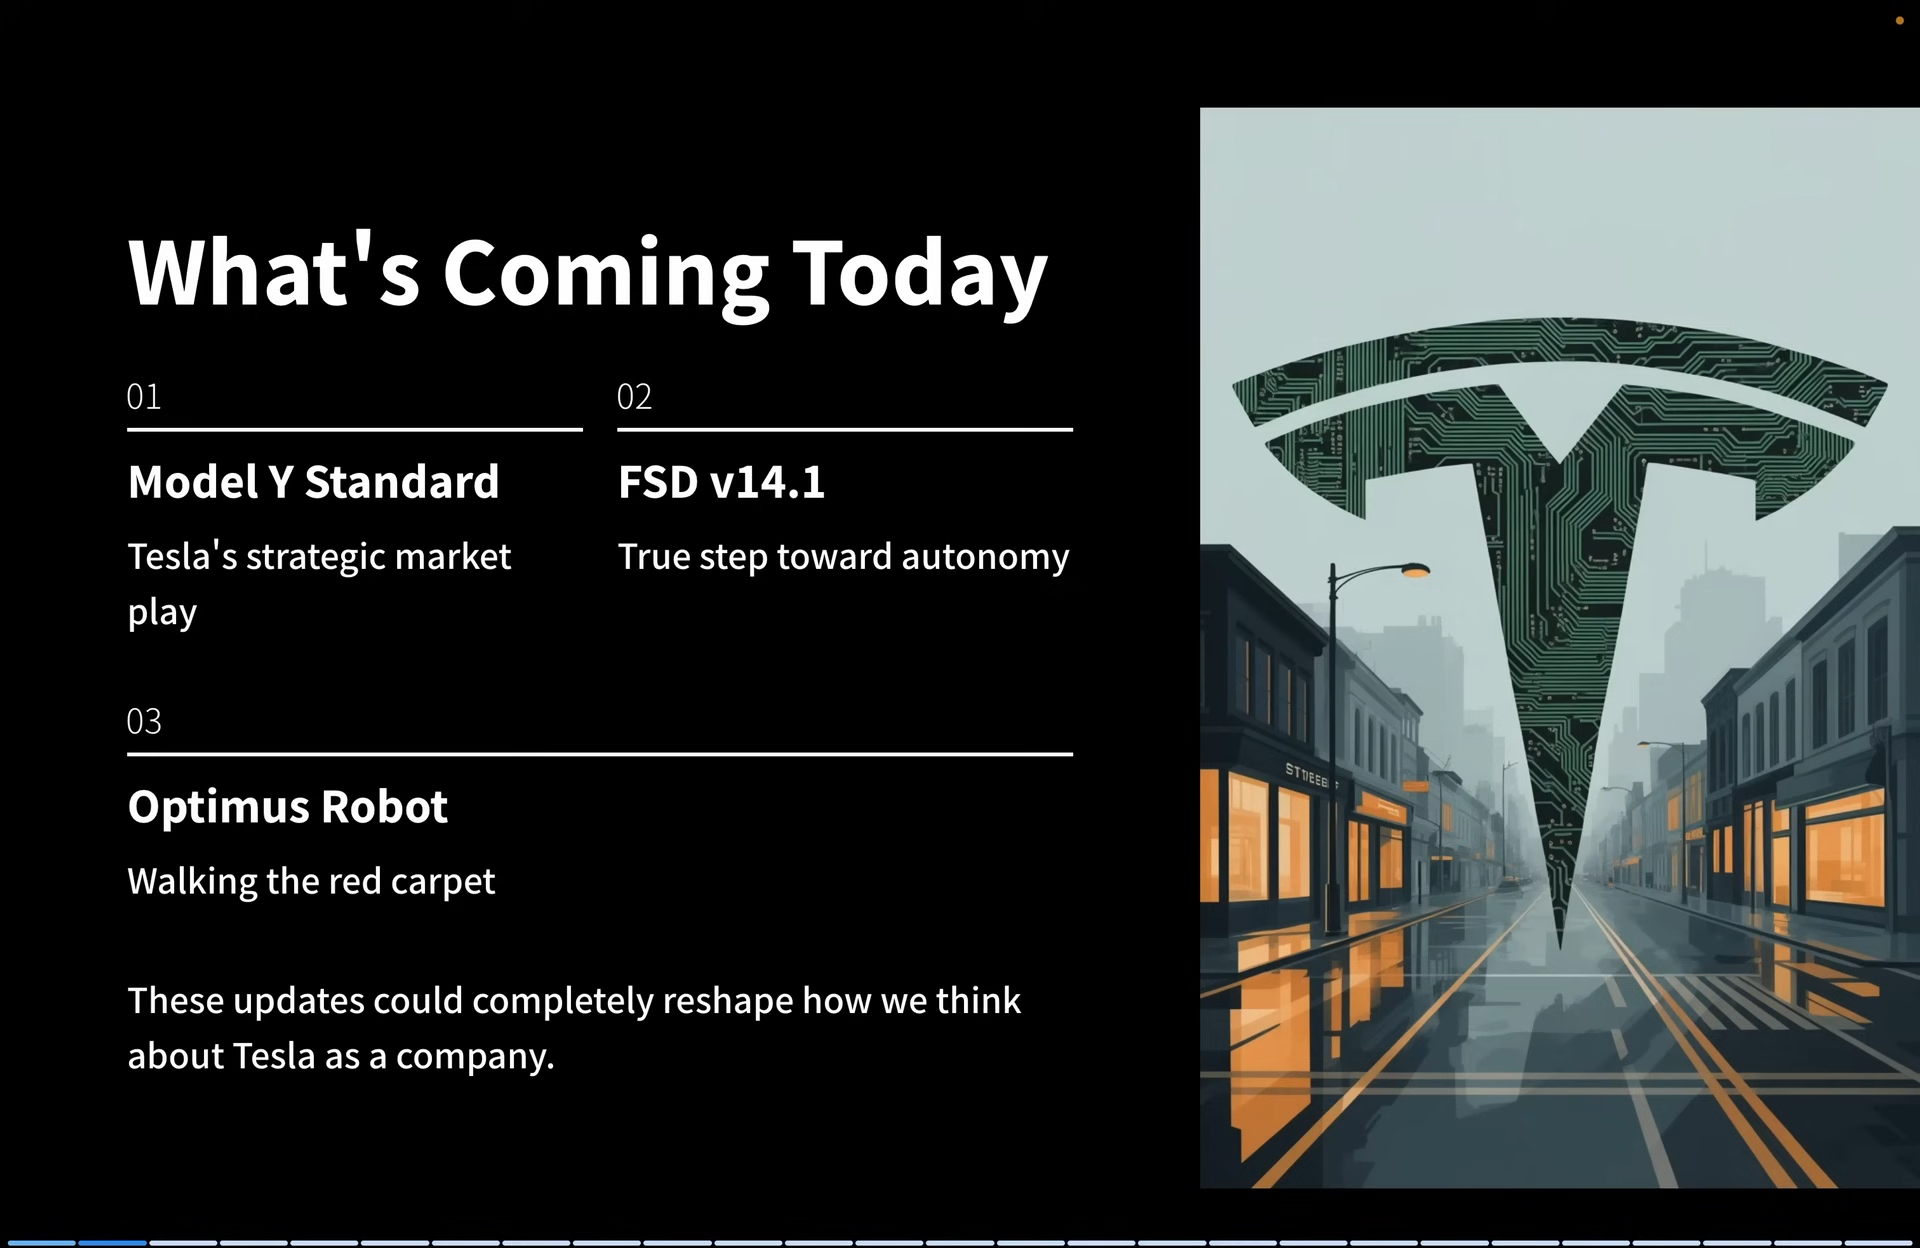 What's Coming Today
01
02
Model Y Standard
FSD v14.1
Tesla's strategic market
play
True step toward autonomy
03
Optimus Robot
Walking the red carpet
These updates could completely reshape how we think
about Tesla as a company.